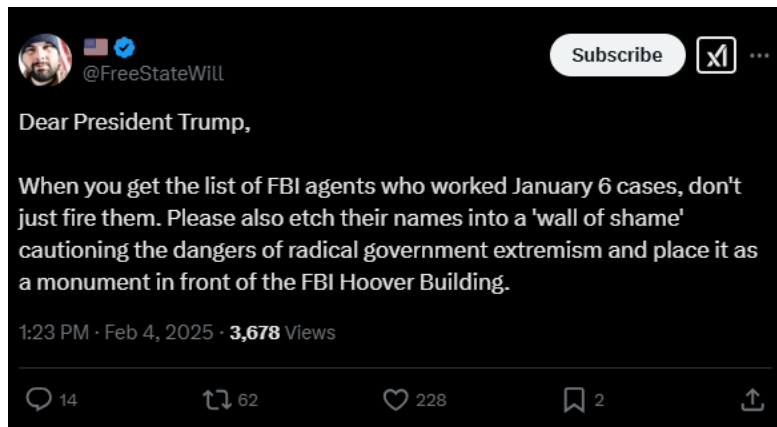 @FreeStateWill
Subscribe
Dear President Trump,
When you get the list of FBI agents who worked January 6 cases, don't
just fire them. Please also etch their names into a 'wall of shame'
cautioning the dangers of radical government extremism and place it as
a monument in front of the FBI Hoover Building.
1:23 PM · Feb 4, 2025 · 3,678 Views
14 62 228 2